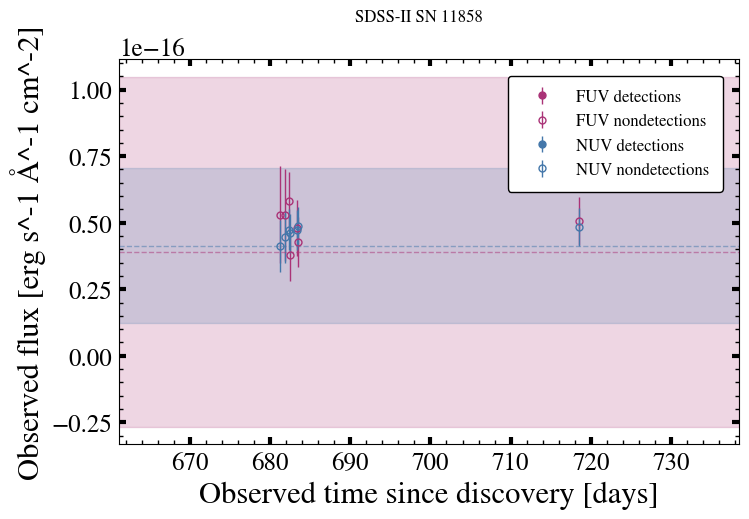 SDSS-II SN 11858
1e−16
Observed flux [erg s^-1 Å^-1 cm^-2]
1.00
0.75
0.50
0.25
0.00
−0.25
FUV detections
FUV nondetections
NUV detections
NUV nondetections
670 680 690 700 710 720 730
Observed time since discovery [days]